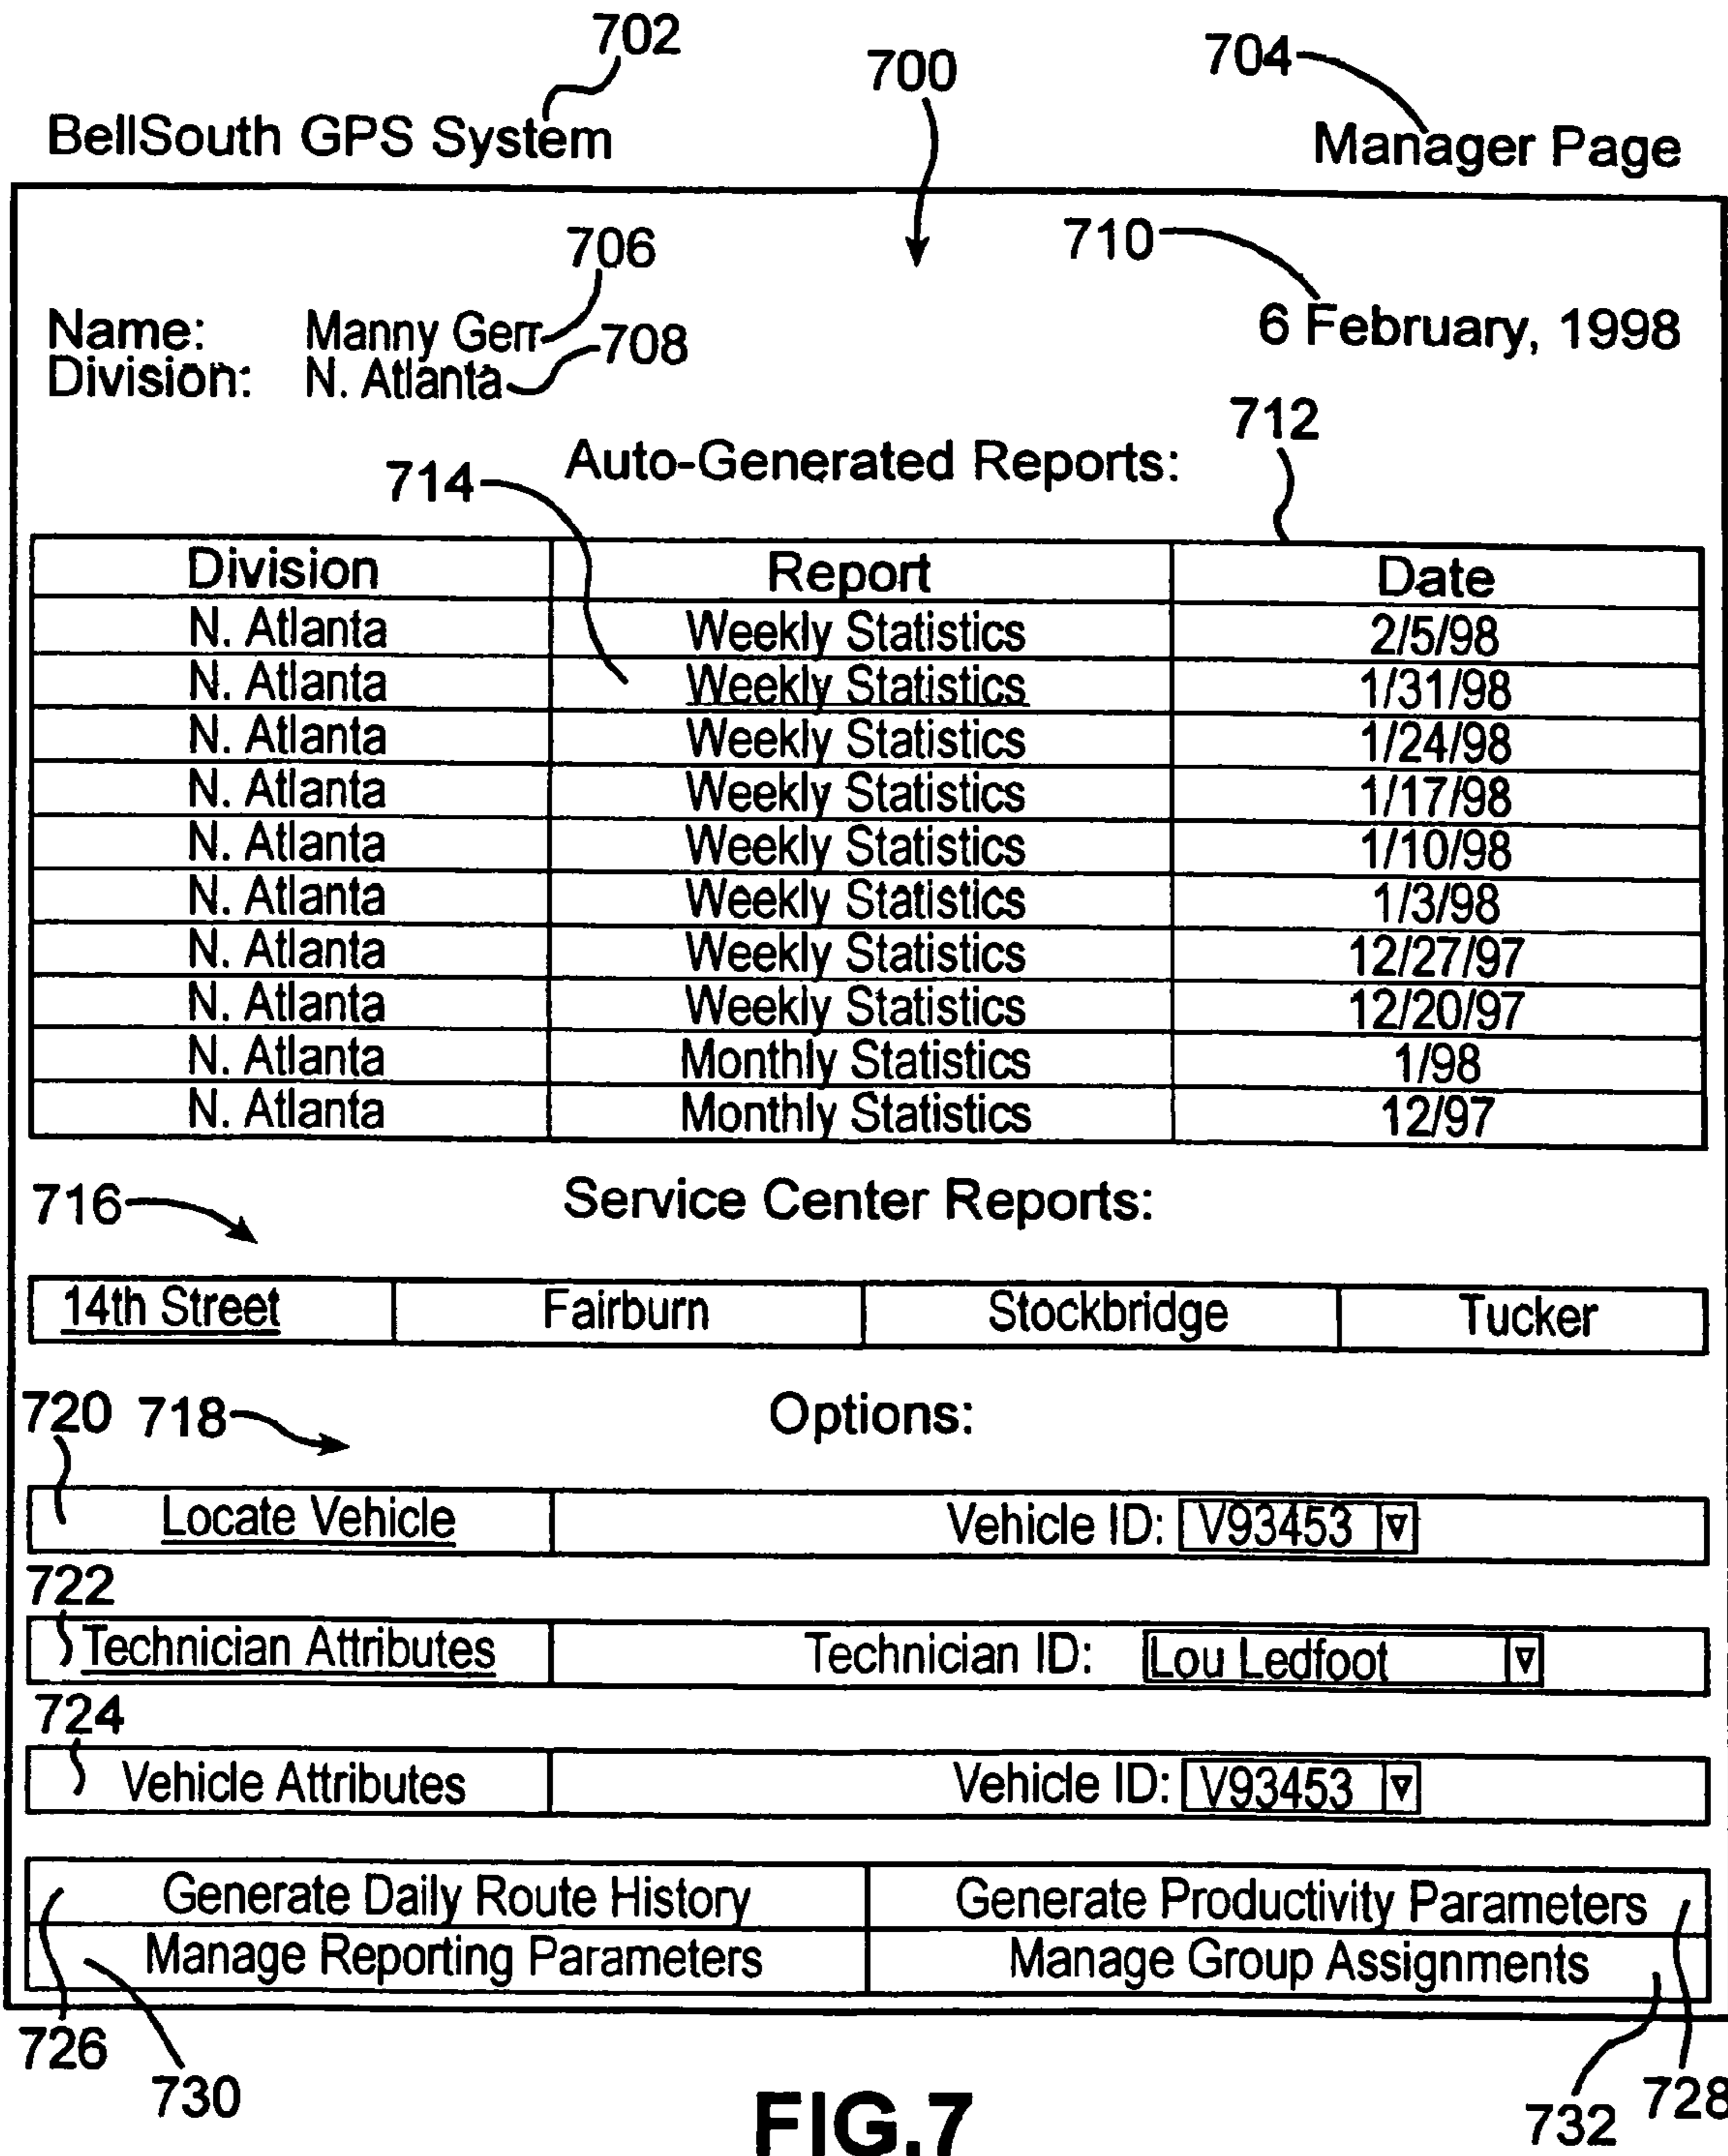 702
700
704
BellSouth GPS System
Manager Page
706
710
Name: Manny Gerr
6 February, 1998
708
Division: N. Atlanta
712
Auto-Generated Reports:
714
Division Report Date
N. Atlanta Weekly Statistics 2/5/98
N. Atlanta Weekly Statistics 1/31/98
N. Atlanta Weekly Statistics 1/24/98
N. Atlanta Weekly Statistics 1/17/98
N. Atlanta Weekly Statistics 1/10/98
N. Atlanta Weekly Statistics 1/3/98
N. Atlanta Weekly Statistics 12/27/97
N. Atlanta Weekly Statistics 12/20/97
N. Atlanta Monthly Statistics 1/98
N. Atlanta Monthly Statistics 12/97
716
Service Center Reports:
14th Street Fairburn Stockbridge Tucker
720 718
Options:
Locate Vehicle Vehicle ID: V93453
722
Technician Attributes Technician ID: Lou Ledfoot
724
Vehicle Attributes Vehicle ID: V93453
Generate Daily Route History Generate Productivity Parameters
Manage Reporting Parameters Manage Group Assignments
726
730
732
728
FIG.7